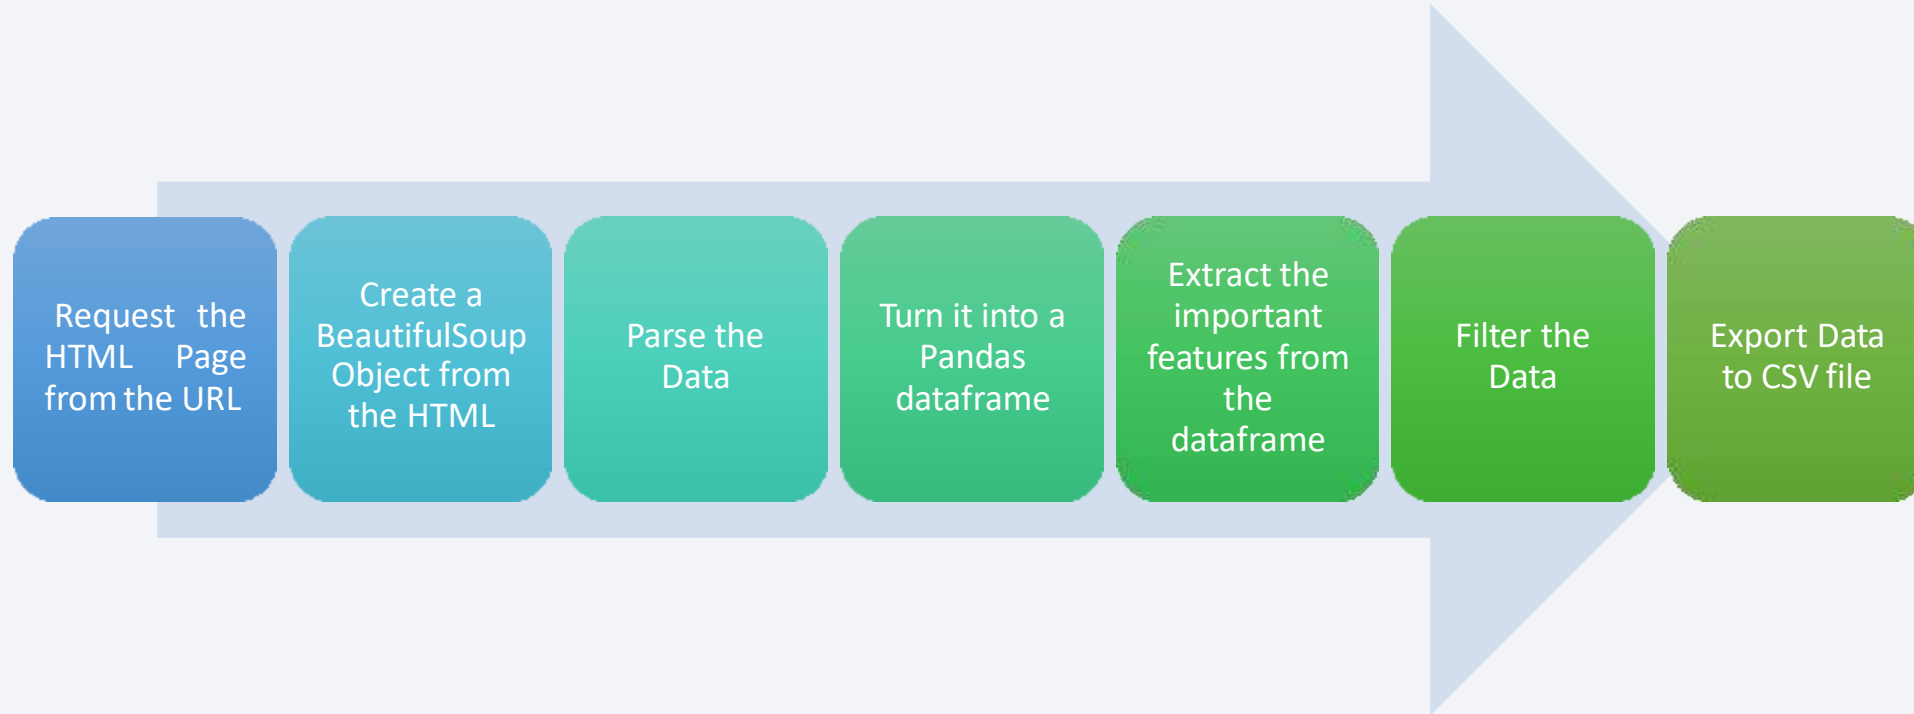 Request the
HTML Page
from the URL
Create a
BeautifulSoup
Object from
the HTML
Parse the
Data
Turn it into a
Pandas
dataframe
Extract the
important
features from
the
dataframe
Filter the
Data
Export Data
to CSV file